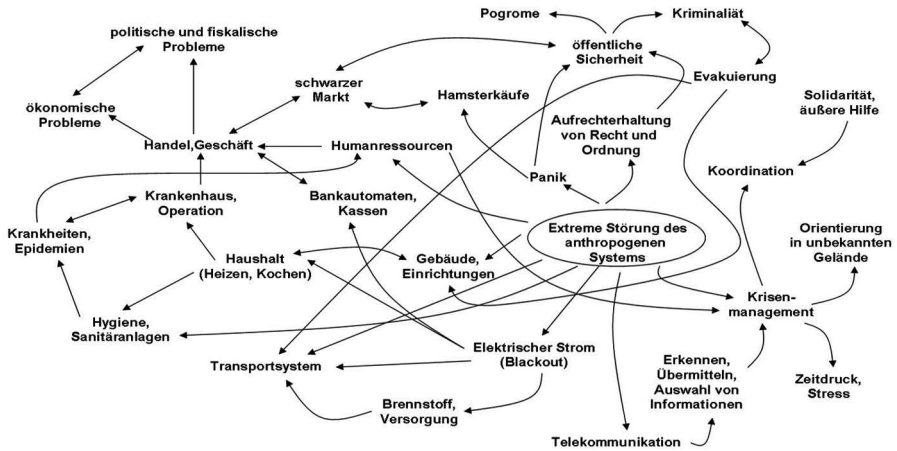 Pogrome
Kriminaliät
politische und fiskalische
Probleme
öffentliche
Sicherheit
Evakuierung
schwarzer
Markt
Hamsterkäufe
Solidarität,
äußere Hilfe
ökonomische
Probleme
Aufrechterhaltung
von Recht und
Ordnung
Handel,Geschäft
Humanressourcen
Koordination
Panik
Krankenhaus,
Operation
Bankautomaten,
Kassen
Krankheiten,
Epidemien
Extreme Störung des
anthropogenen
Systems
Orientierung
in unbekannten
Gelände
Haushalt
(Heizen, Kochen)
Gebäude,
Einrichtungen
Krisen-
management
Hygiene,
Sanitäranlagen
Elektrischer Strom
(Blackout)
Transportsystem
Erkennen,
Übermitteln,
Auswahl von
Informationen
Zeitdruck,
Stress
Brennstoff,
Versorgung
Telekommunikation